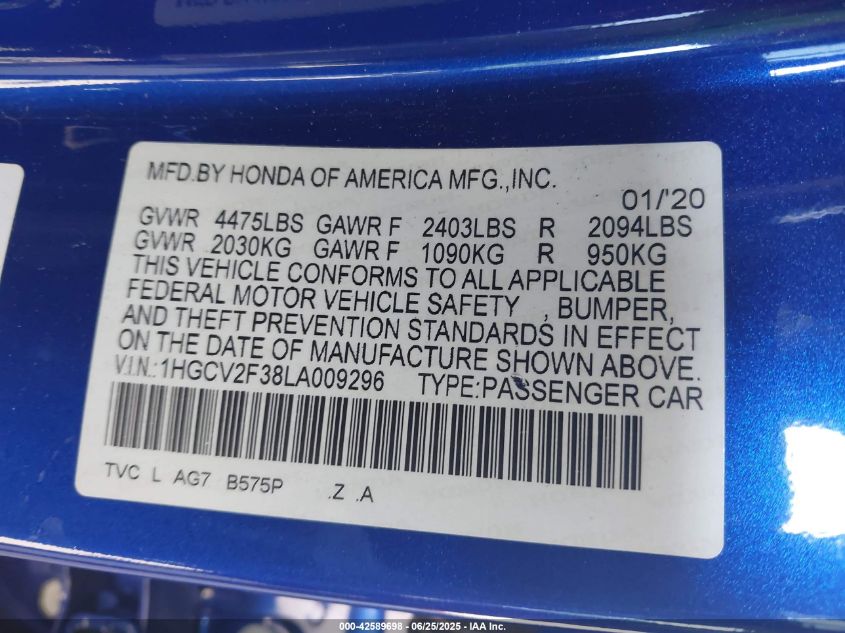 MFD.BY HONDA OF AMERICA MFG.,INC.
01/'20
GVWR 4475LBS GAWR F 2403LBS R 2094LBS
GVWR 2030KG GAWR F 1090KG R 950KG
THIS VEHICLE CONFORMS TO ALL APPLICABLE
FEDERAL MOTOR VEHICLE SAFETY , BUMPER,
AND THEFT PREVENTION STANDARDS IN EFFECT
ON THE DATE OF MANUFACTURE SHOWN ABOVE.
V.I.N.:1HGCV2F38LA009296 TYPE:PASSENGER CAR
TVC L AG7 B575P .Z .A
000-42589698 - 06/25/2025 - IAA Inc.